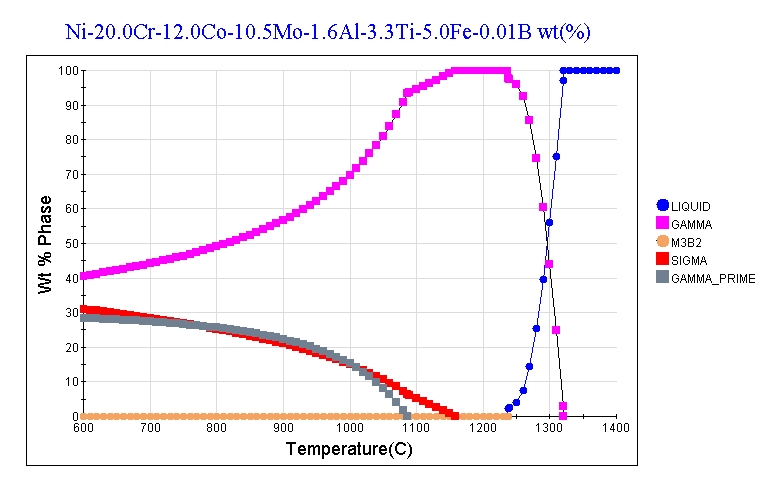 Ni-20.0Cr-12.0Co-10.5Mo-1.6Al-3.3Ti-5.0Fe-0.01B wt(%)
100
90
80
70
60
50
40
30
20
10
0
Wt % Phase
600 700 800 900 1000 1100 1200 1300 1400
Temperature(C)
LIQUID
GAMMA
M3B2
SIGMA
GAMMA_PRIME